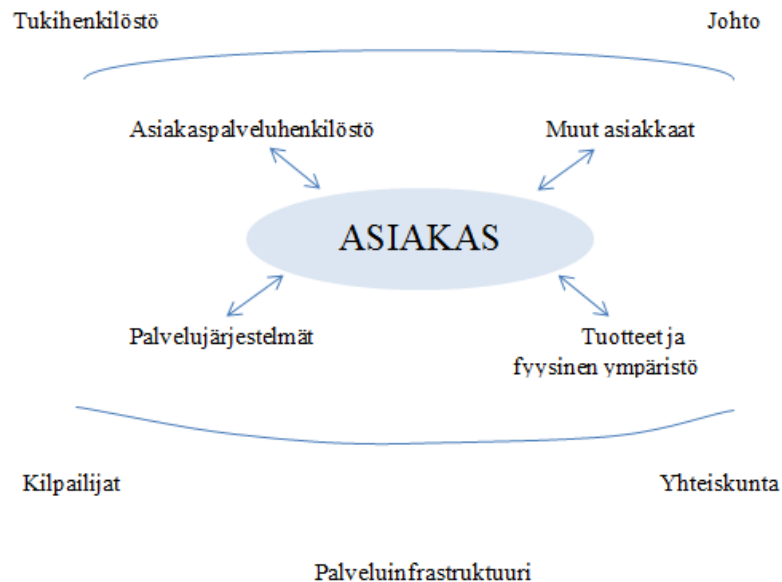 Tukihenkilöstö
Johto
Asiakaspalveluhenkilöstö
Muut asiakkaat
ASIAKAS
Palvelujärjestelmät
Tuotteet ja
fyysinen ympäristö
Kilpailijat
Yhteiskunta
Palveluinfrastruktuuri